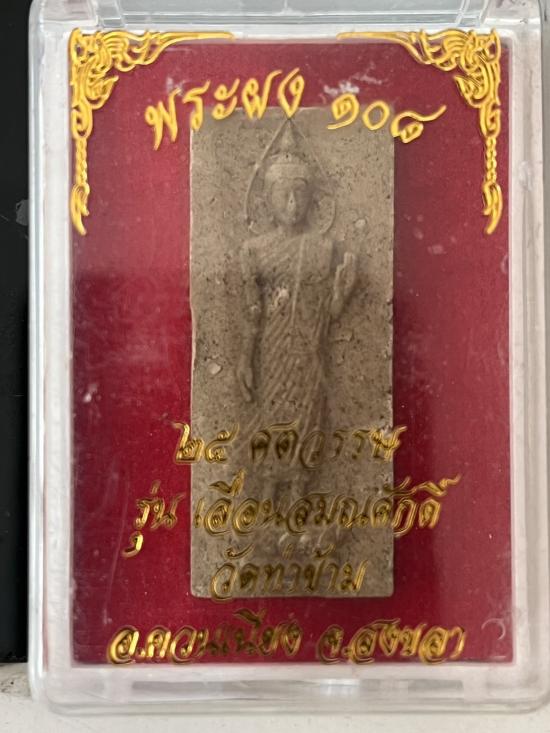 พระผง ๑๐๘
๒๕ ศตวรรษ
รุ่น เลื่อนสมณศักดิ์
วัดท่าข้าม
อ.ควนเนียง จ.สงขลา